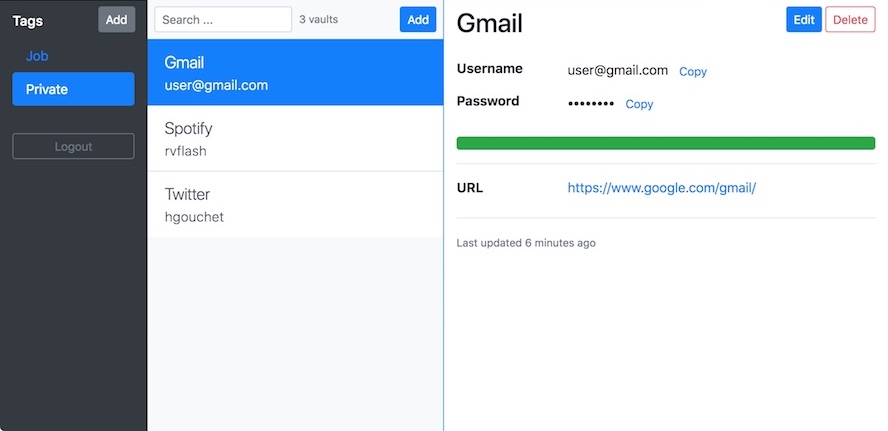 Tags Add
Job
Private
Logout
Search ... 3 vaults Add
Gmail
user@gmail.com
Spotify
rvflash
Twitter
hgouchet
Gmail Edit Delete
Username user@gmail.com Copy
Password •••••••• Copy
URL https://www.google.com/gmail/
Last updated 6 minutes ago